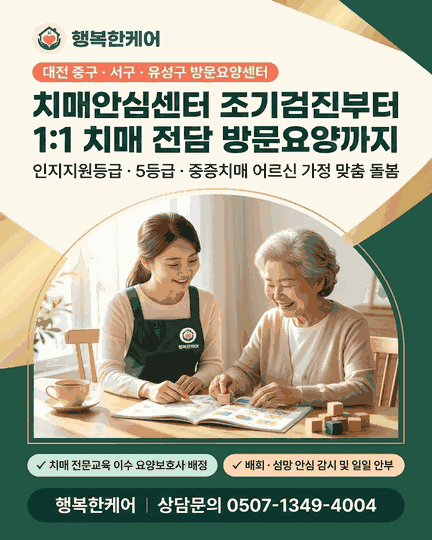 행복한케어
대전 중구 · 서구 · 유성구 방문요양센터
치매안심센터 조기검진부터
1:1 치매 전담 방문요양까지
인지지원등급 · 5등급 · 중증치매 어르신 가정 맞춤 돌봄
행복한케어
✓ 치매 전문교육 이수 요양보호사 배정
✓ 배회 · 섬망 안심 감시 및 일일 안부
행복한케어 | 상담문의 0507-1349-4004